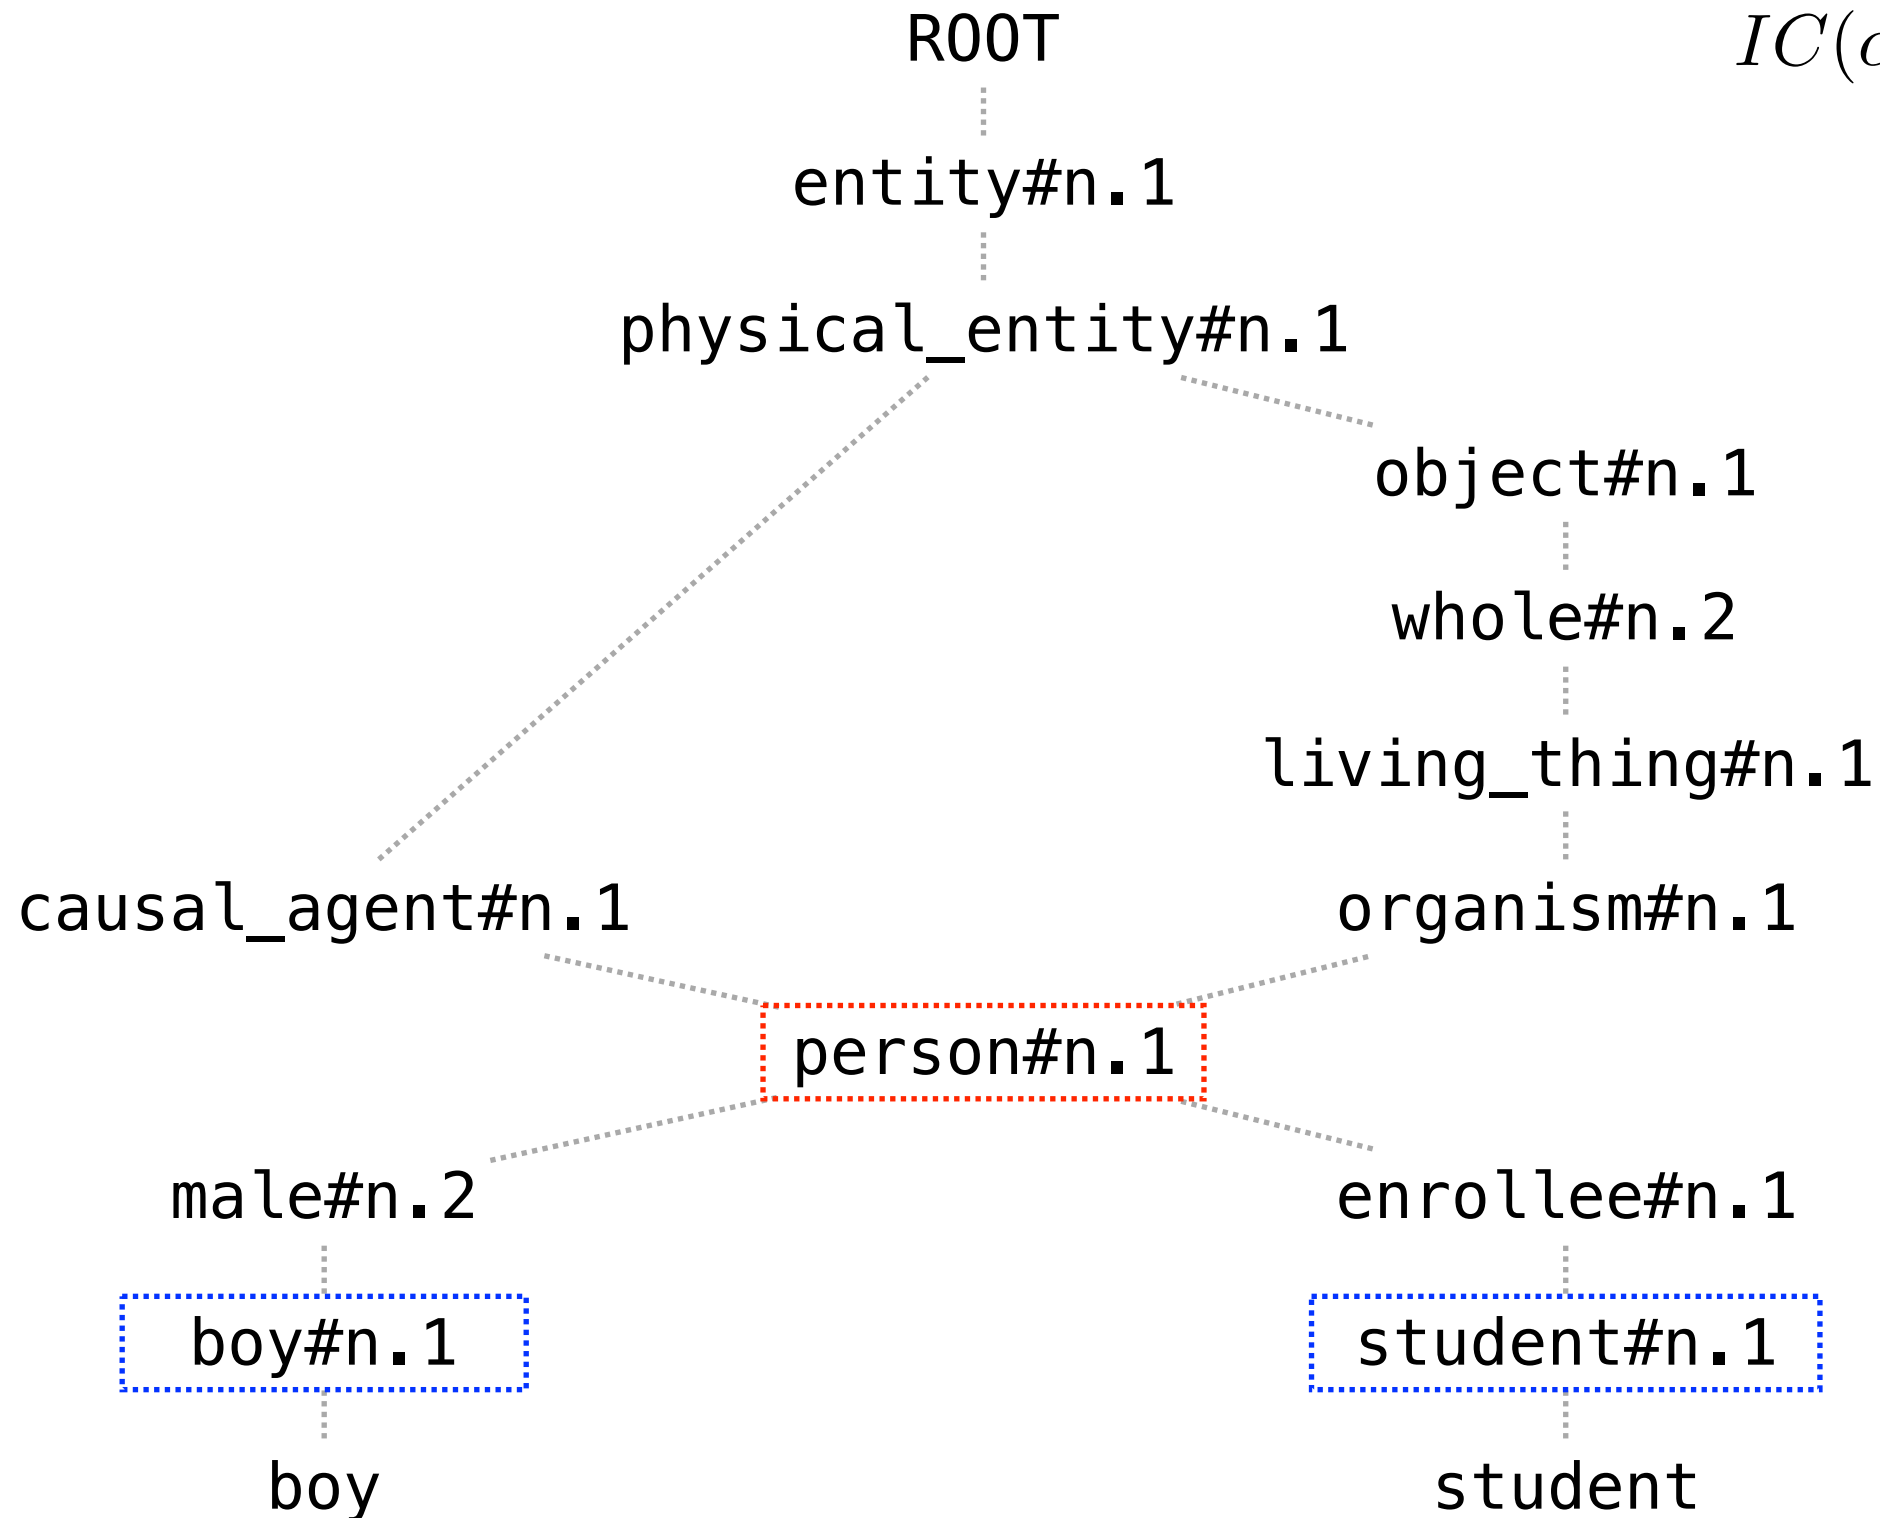 ROOT
IC(
entity#n.1
physical_entity#n.1
object#n.1
whole#n.2
living_thing#n.1
causal_agent#n.1
organism#n.1
person#n.1
male#n.2
enrollee#n.1
boy#n.1
student#n.1
boy
student